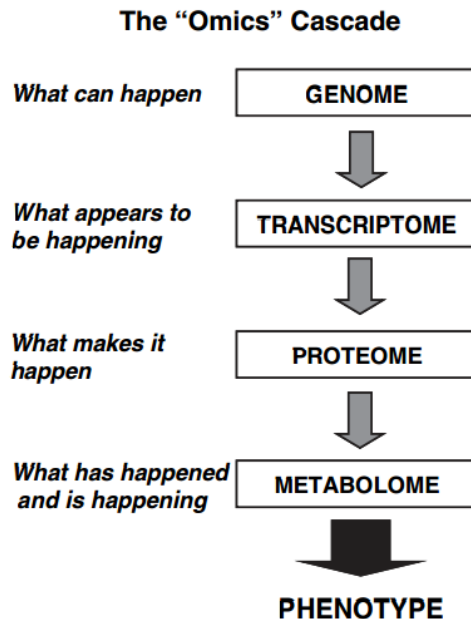 The “Omics” Cascade
What can happen
GENOME
What appears to
be happening
TRANSCRIPTOME
What makes it
happen
PROTEOME
What has happened
and is happening
METABOLOME
PHENOTYPE